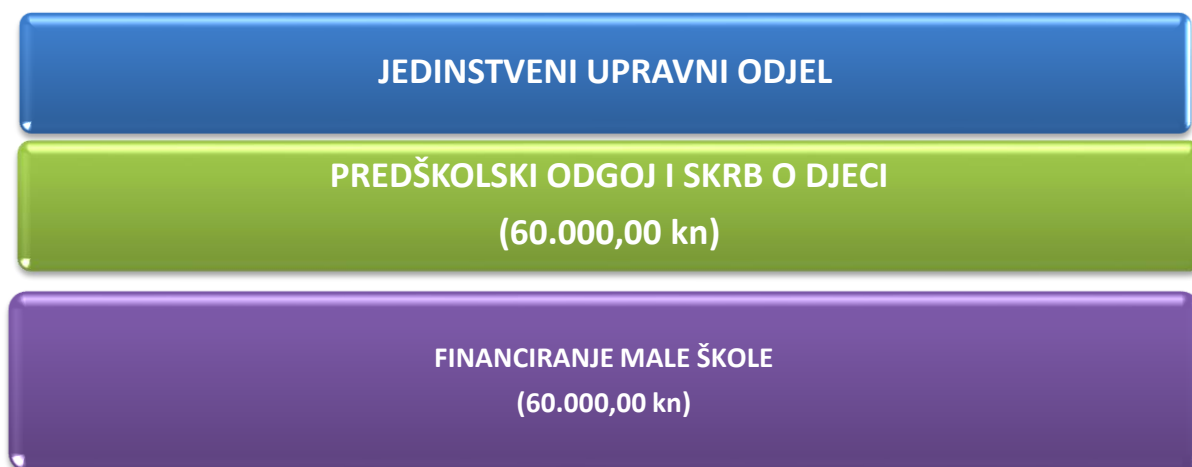 JEDINSTVENI UPRAVNI ODJEL
PREDŠKOLSKI ODGOJ I SKRB O DJECI
(60.000,00 kn)
FINANCIRANJE MALE ŠKOLE
(60.000,00 kn)